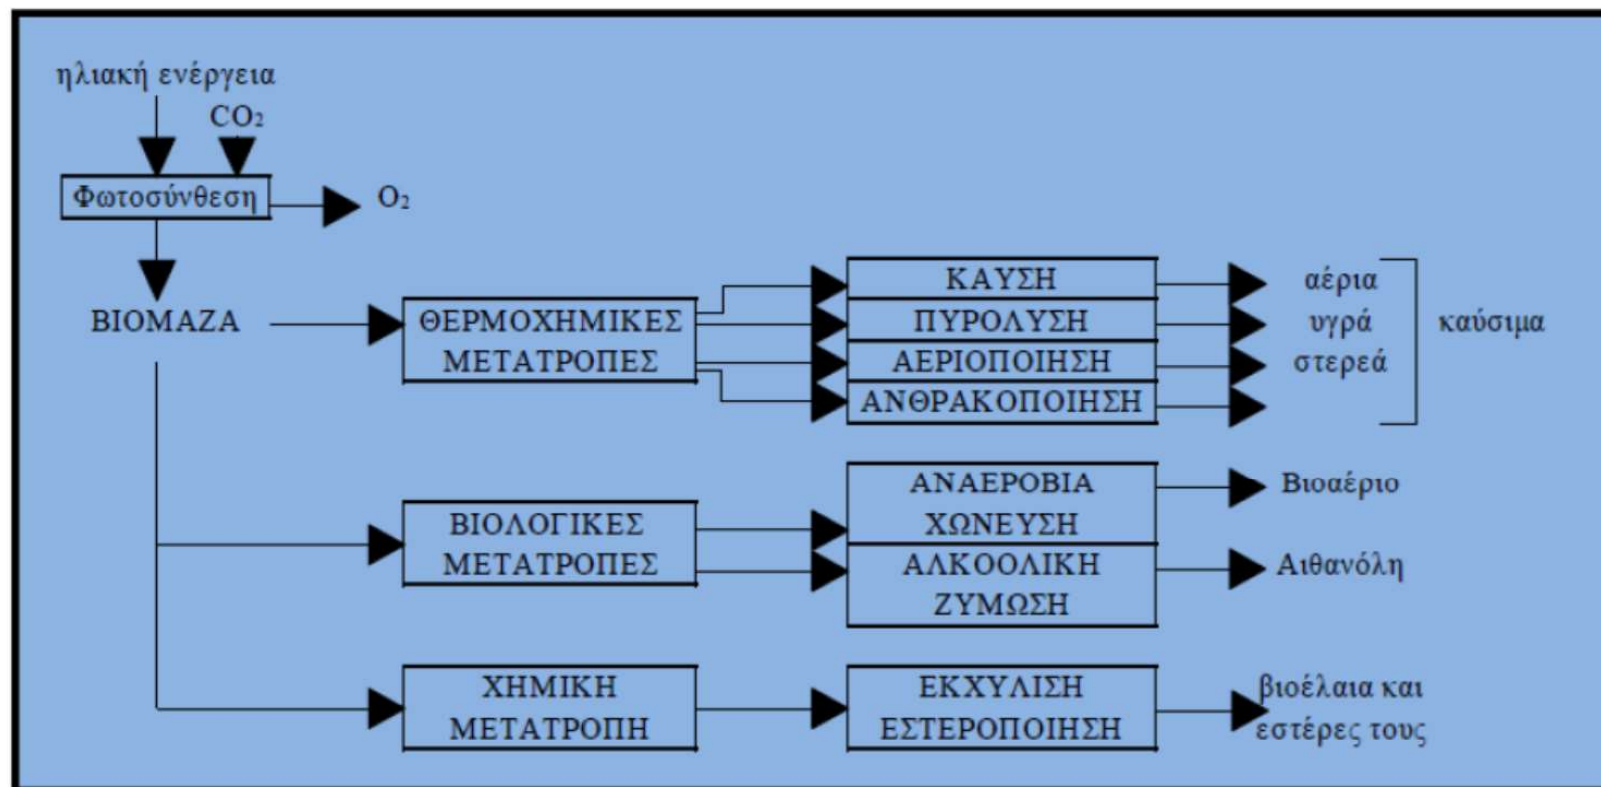 ηλιακή ενέργεια
CO₂
Φωτοσύνθεση
O₂
ΒΙΟΜΑΖΑ
ΘΕΡΜΟΧΗΜΙΚΕΣ
ΜΕΤΑΤΡΟΠΕΣ
ΚΑΥΣΗ
ΠΥΡΟΛΥΣΗ
ΑΕΡΙΟΠΟΙΗΣΗ
ΑΝΘΡΑΚΟΠΟΙΗΣΗ
αέρια
υγρά
στερεά
καύσιμα
ΒΙΟΛΟΓΙΚΕΣ
ΜΕΤΑΤΡΟΠΕΣ
ΑΝΑΕΡΟΒΙΑ
ΧΩΝΕΥΣΗ
Βιοαέριο
ΑΛΚΟΟΛΙΚΗ
ΖΥΜΩΣΗ
Αιθανόλη
ΧΗΜΙΚΗ
ΜΕΤΑΤΡΟΠΗ
ΕΚΧΥΛΙΣΗ
ΕΣΤΕΡΟΠΟΙΗΣΗ
βιοέλαια και
εστέρες τους